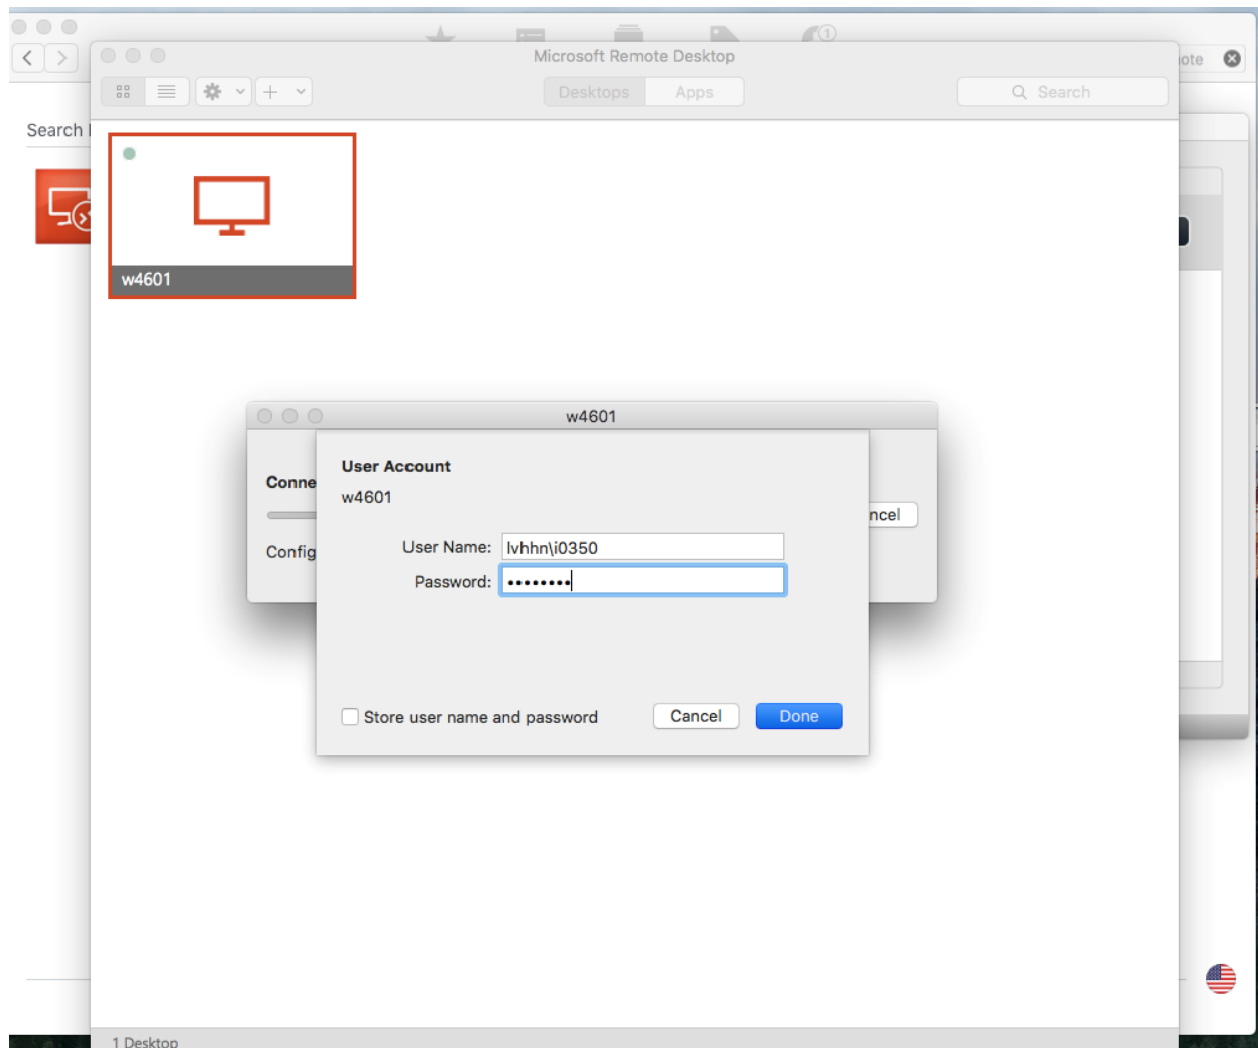 1
Microsoft Remote Desktop
ote
Desktops Apps
Search
Search
w4601
w4601
User Account
Conne
w4601
ncel
User Name: lvhhn\i0350
Config
Password: ••••••••
Store user name and password Cancel Done
1 Desktop